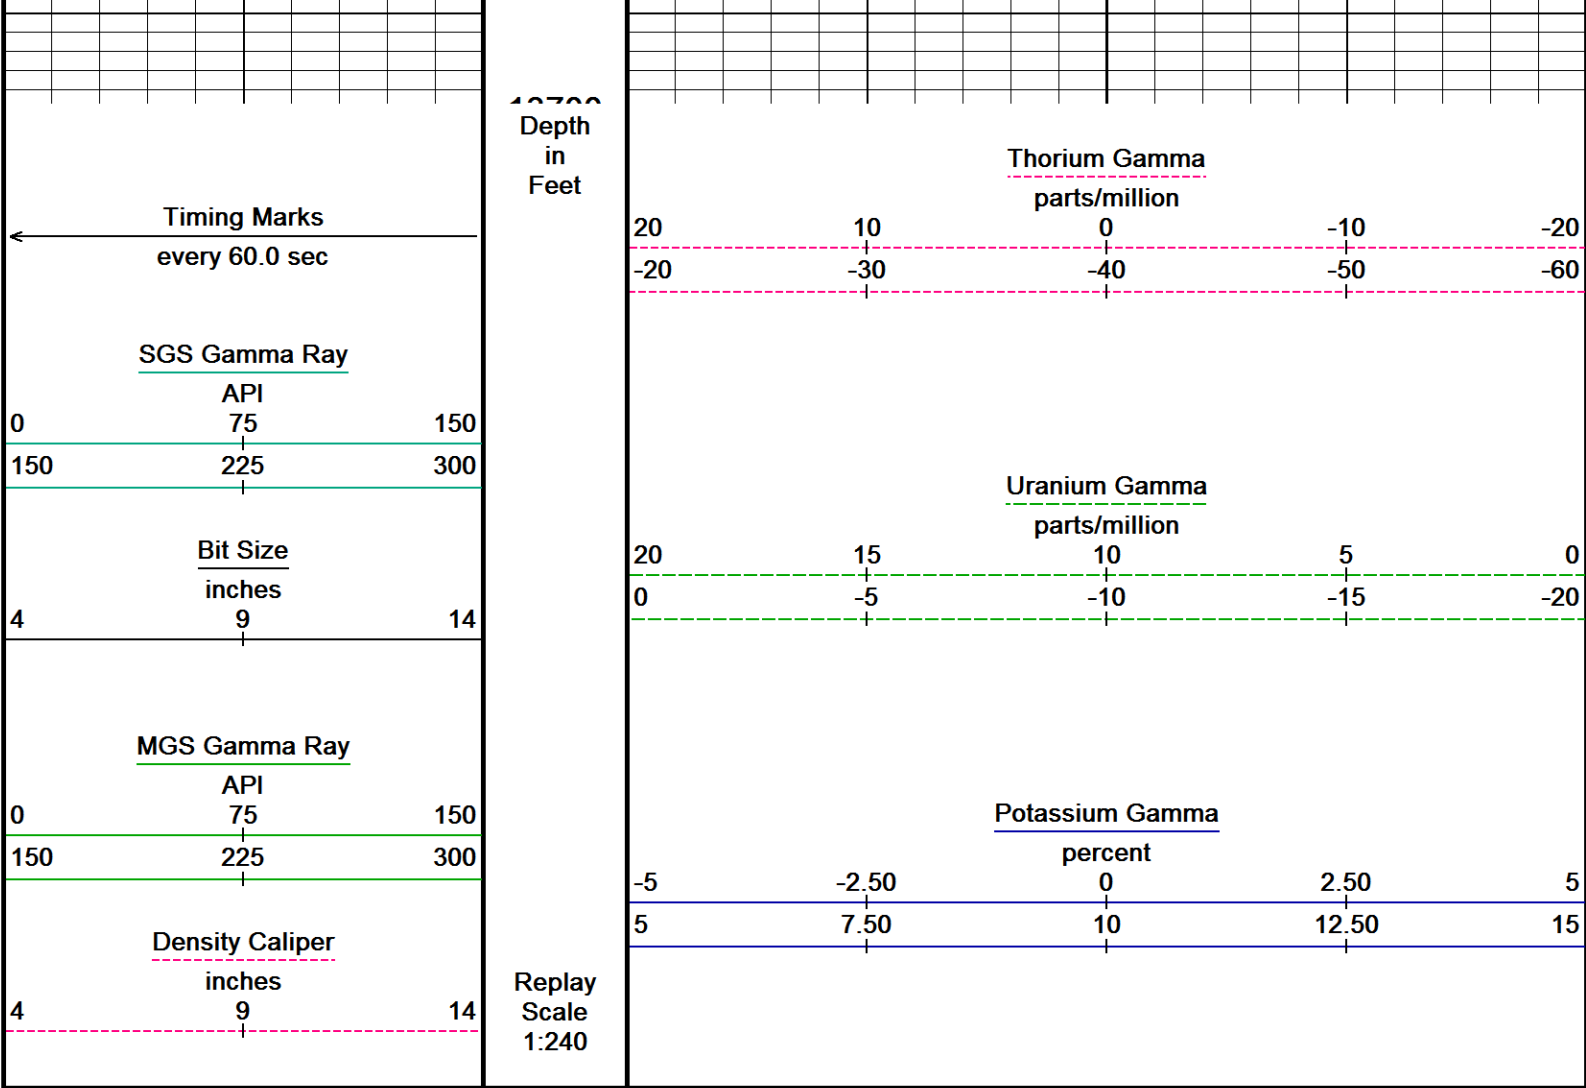 Depth
in
Feet
Timing Marks
every 60.0 sec
SGS Gamma Ray
API
0 75 150
150 225 300
Bit Size
inches
4 9 14
MGS Gamma Ray
API
0 75 150
150 225 300
Density Caliper
inches
4 9 14
Replay
Scale
1:240
Thorium Gamma
parts/million
20 10 0 -10 -20
-20 -30 -40 -50 -60
Uranium Gamma
parts/million
20 15 10 5 0
0 -5 -10 -15 -20
Potassium Gamma
percent
-5 -2.50 0 2.50 5
5 7.50 10 12.50 15